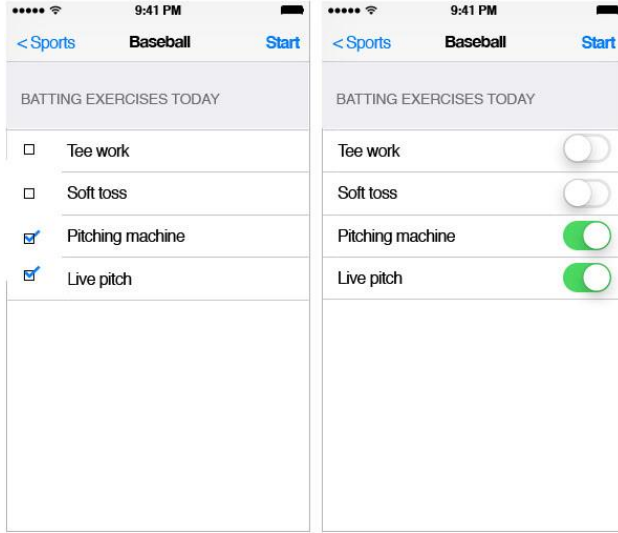 9:41 PM
< Sports Baseball Start
BATTING EXERCISES TODAY
Tee work
Soft toss
Pitching machine
Live pitch
9:41 PM
< Sports Baseball Start
BATTING EXERCISES TODAY
Tee work
Soft toss
Pitching machine
Live pitch